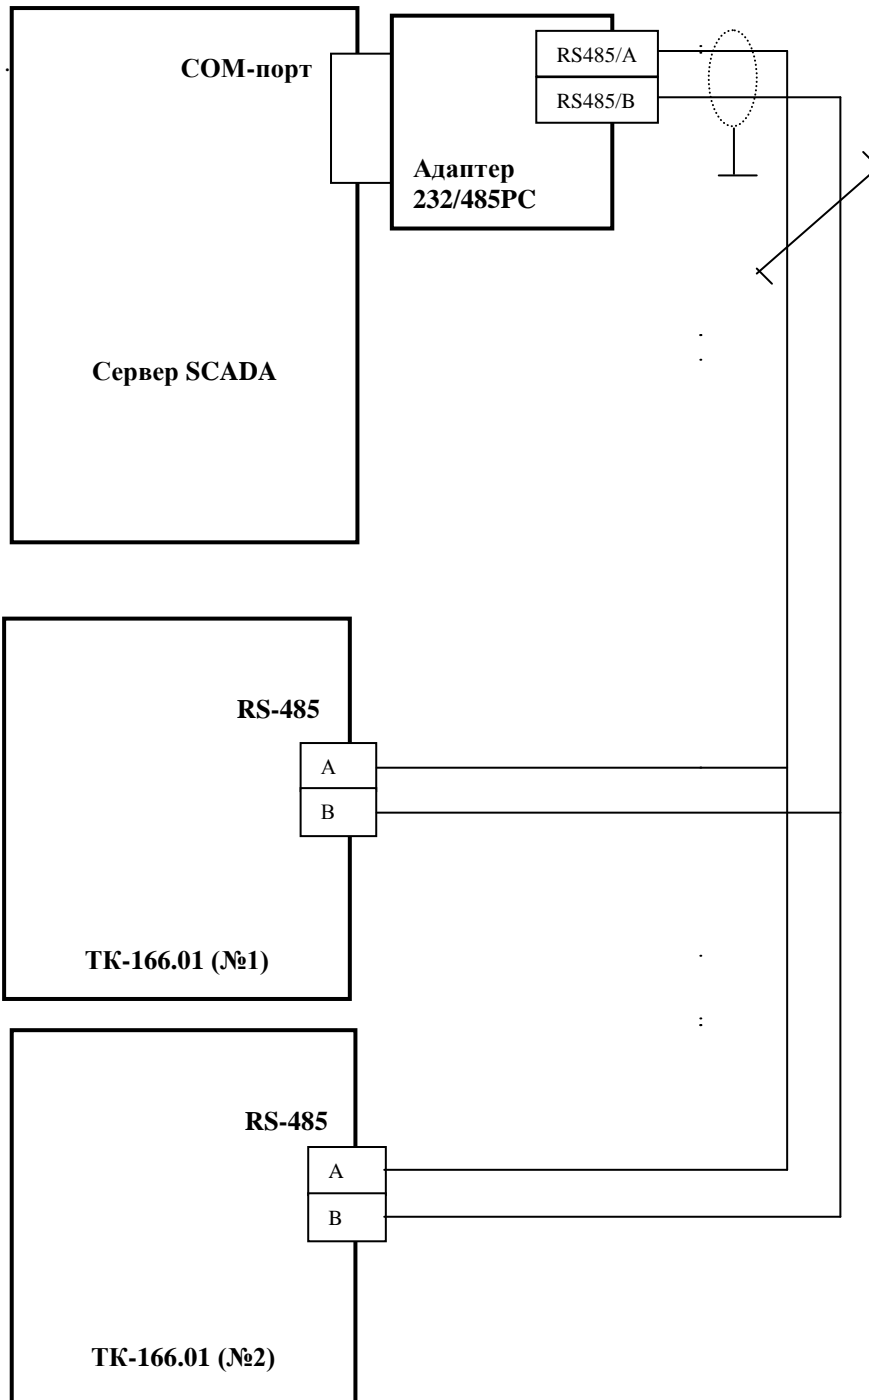 COM-порт
RS485/A
RS485/B
Адаптер
232/485PC
Сервер SCADA
RS-485
A
B
ТК-166.01 (№1)
RS-485
A
B
ТК-166.01 (№2)